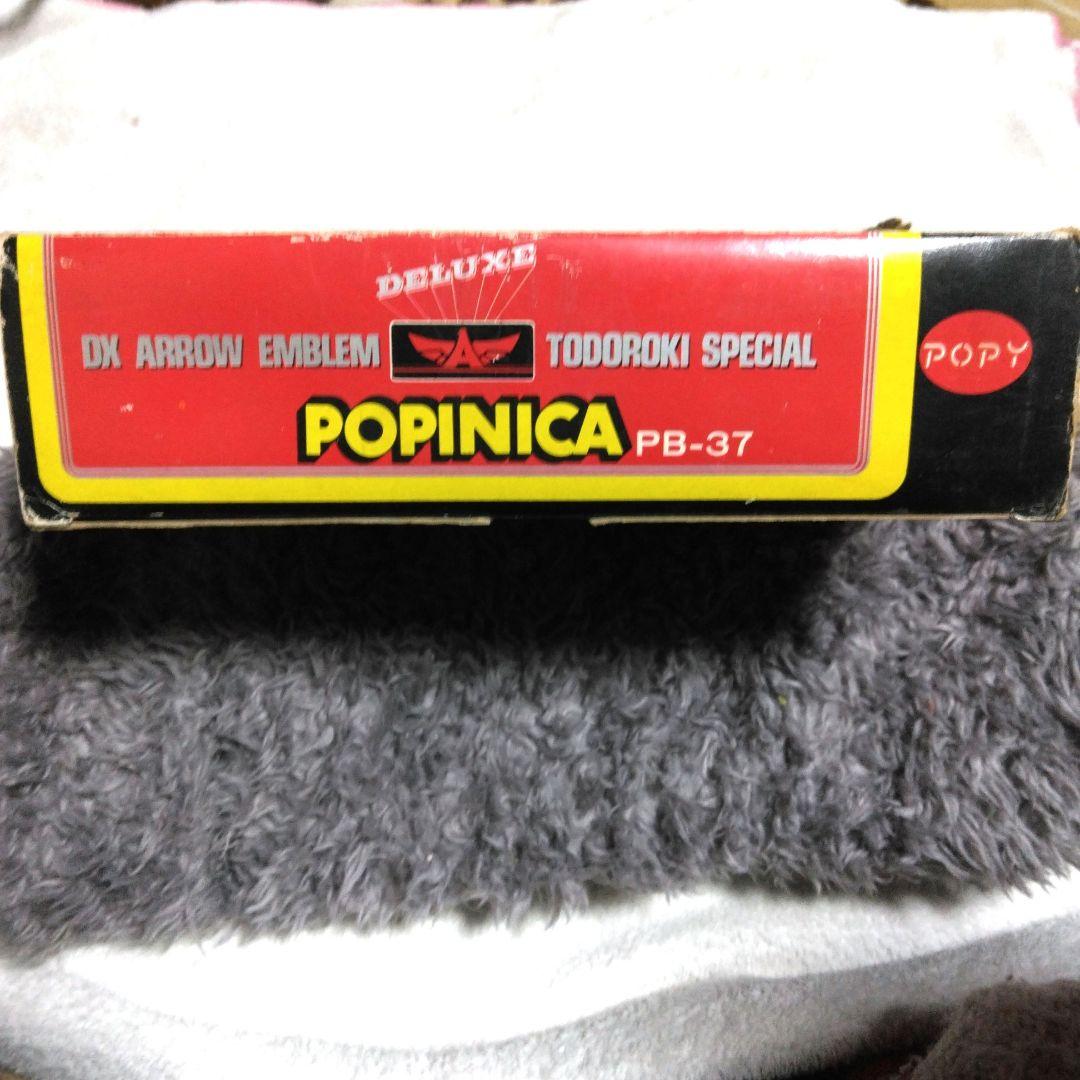 DELUXE
DX ARROW EMBLEM A TODOROKI SPECIAL
POPY
POPINICA PB-37